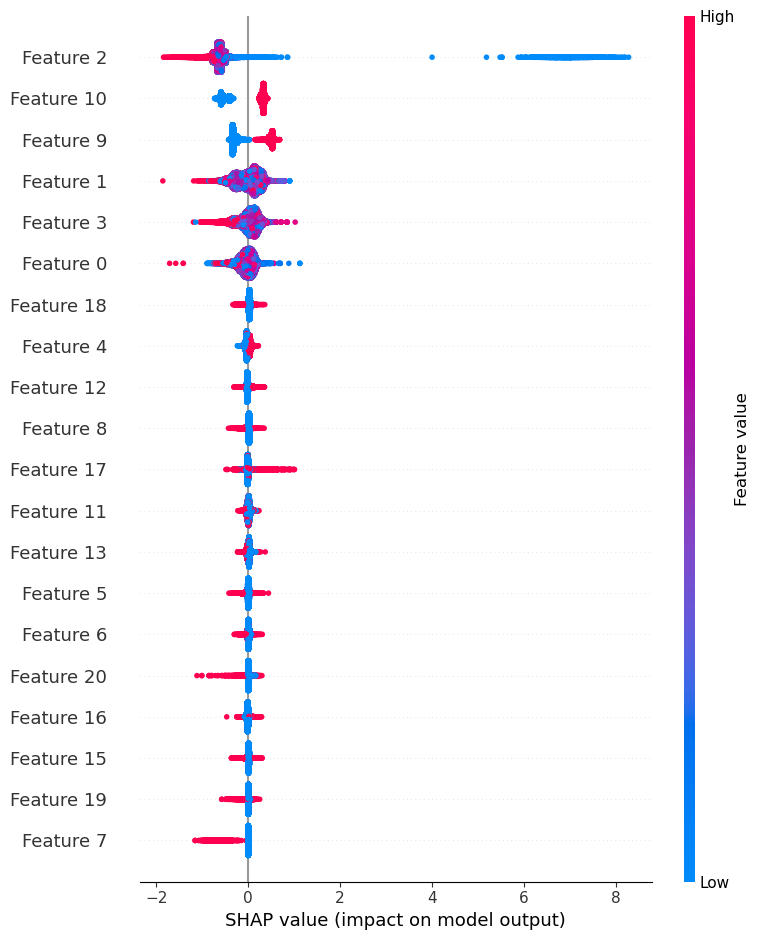 High
Feature 2
Feature 10
Feature 9
Feature 1
Feature 3
Feature 0
Feature 18
Feature 4
Feature 12
Feature 8
Feature 17
Feature 11
Feature 13
Feature 5
Feature 6
Feature 20
Feature 16
Feature 15
Feature 19
Feature 7
Feature value
Low
−2 0 2 4 6 8
SHAP value (impact on model output)